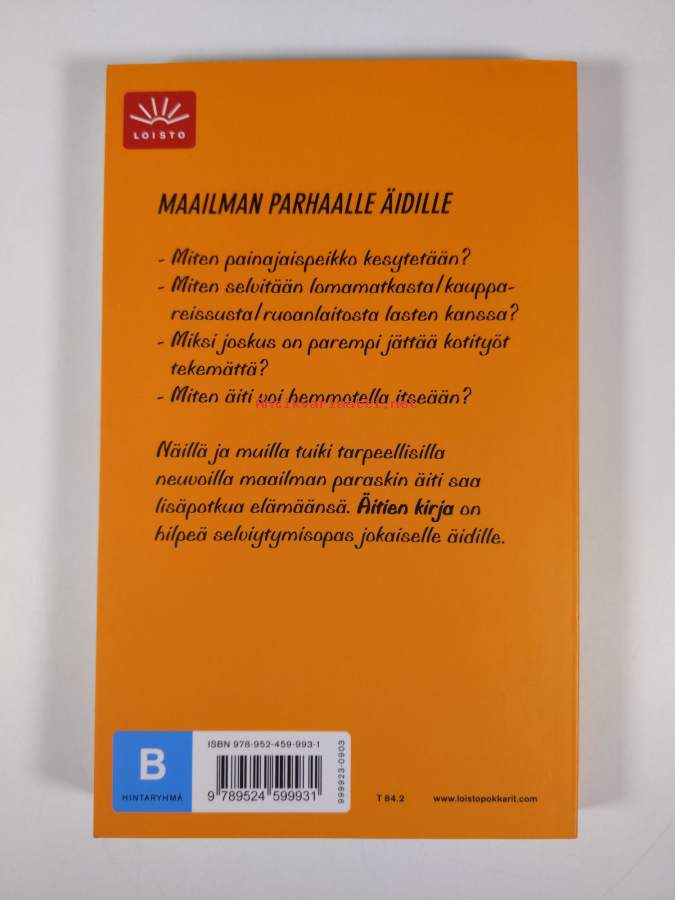 LOISTO
MAAILMAN PARHAALLE ÄIDILLE
- Miten painajaispeikko kesytetään?
- Miten selvitään lomamatkasta/kauppa-
reissusta/ruoanlaitosta lasten kanssa?
- Miksi joskus on parempi jättää kotityöt
tekemättä?
- Miten äiti voi hemmotella itseään?
Antikvariaatti.net
Näillä ja muilla tuiki tarpeellisilla
neuvoilla maailman paraskin äiti saa
lisäpotkua elämäänsä. Äitien kirja on
hilpeä selviytymisopas jokaiselle äidille.
B
HINTARYHMÄ
ISBN 978-952-459-993-1
9 789524 599931
999923-0903
T 84.2
www.loistopokkarit.com